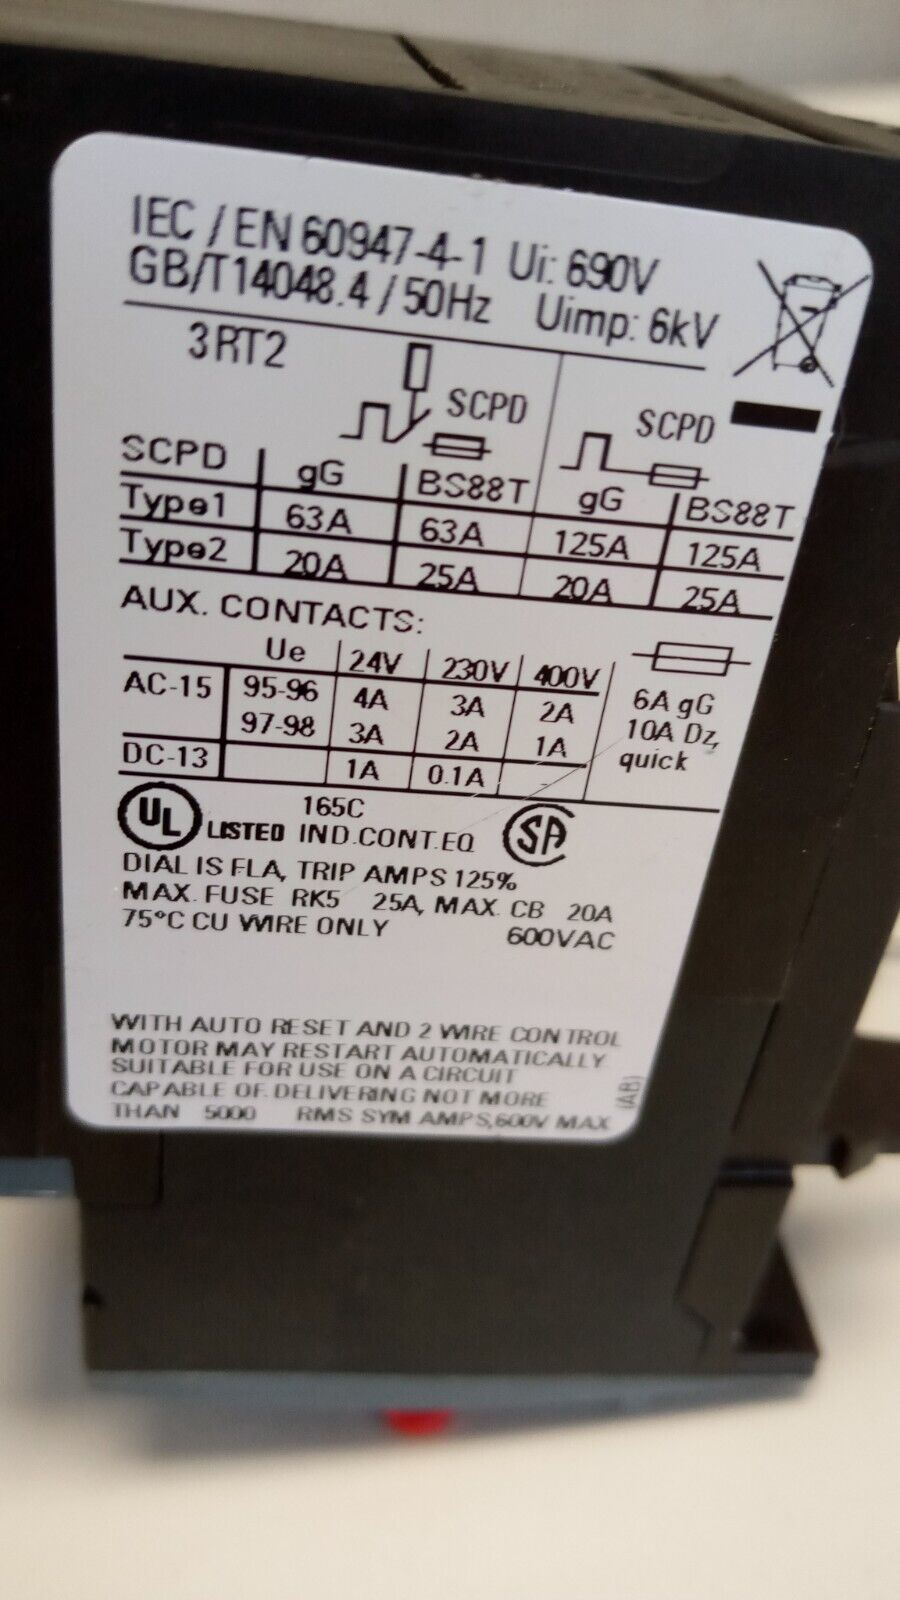 IEC / EN 60947-4-1 Ui: 690V
GB/T14048.4 / 50Hz Uimp: 6kV
3RT2
SCPD SCPD
SCPD gG BS88T gG BS88T
Type1 63A 63A 125A 125A
Type2 20A 25A 20A 25A
AUX. CONTACTS:
Ue 24V 230V 400V
AC-15 95-96 4A 3A 2A 6A gG
97-98 3A 2A 1A 10A Dz,
DC-13 1A 0.1A - quick
165C
UL LISTED IND.CONT.EQ SA
DIAL IS FLA, TRIP AMPS 125%
MAX. FUSE RK5 25A, MAX. CB 20A
75°C CU WIRE ONLY 600VAC
WITH AUTO RESET AND 2 WIRE CONTROL
MOTOR MAY RESTART AUTOMATICALLY
SUITABLE FOR USE ON A CIRCUIT
CAPABLE OF DELIVERING NOT MORE
THAN 5000 RMS SYM AMPS,600V MAX
(AB)